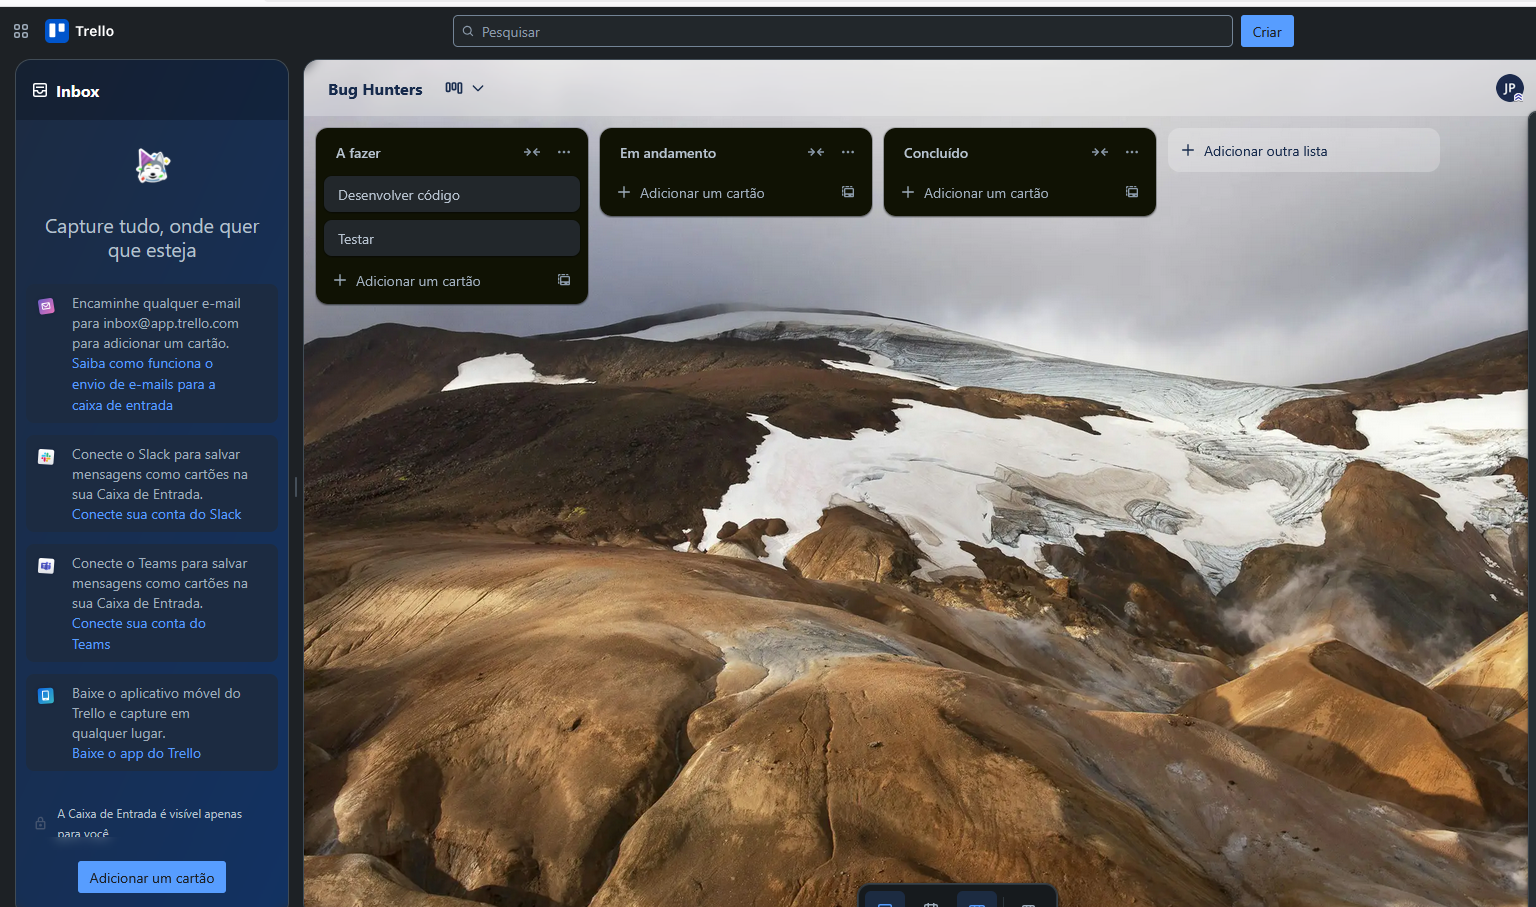 Trello
Pesquisar
Criar
Inbox
Capture tudo, onde quer
que esteja
Encaminhe qualquer e-mail
para inbox@app.trello.com
para adicionar um cartão.
Saiba como funciona o
envio de e-mails para a
caixa de entrada
Conecte o Slack para salvar
mensagens como cartões na
sua Caixa de Entrada.
Conecte sua conta do Slack
Conecte o Teams para salvar
mensagens como cartões na
sua Caixa de Entrada.
Conecte sua conta do
Teams
Baixe o aplicativo móvel do
Trello e capture em
qualquer lugar.
Baixe o app do Trello
A Caixa de Entrada é visível apenas
para você
Adicionar um cartão
Bug Hunters
JP
A fazer
Desenvolver código
Testar
Adicionar um cartão
Em andamento
Adicionar um cartão
Concluído
Adicionar um cartão
Adicionar outra lista